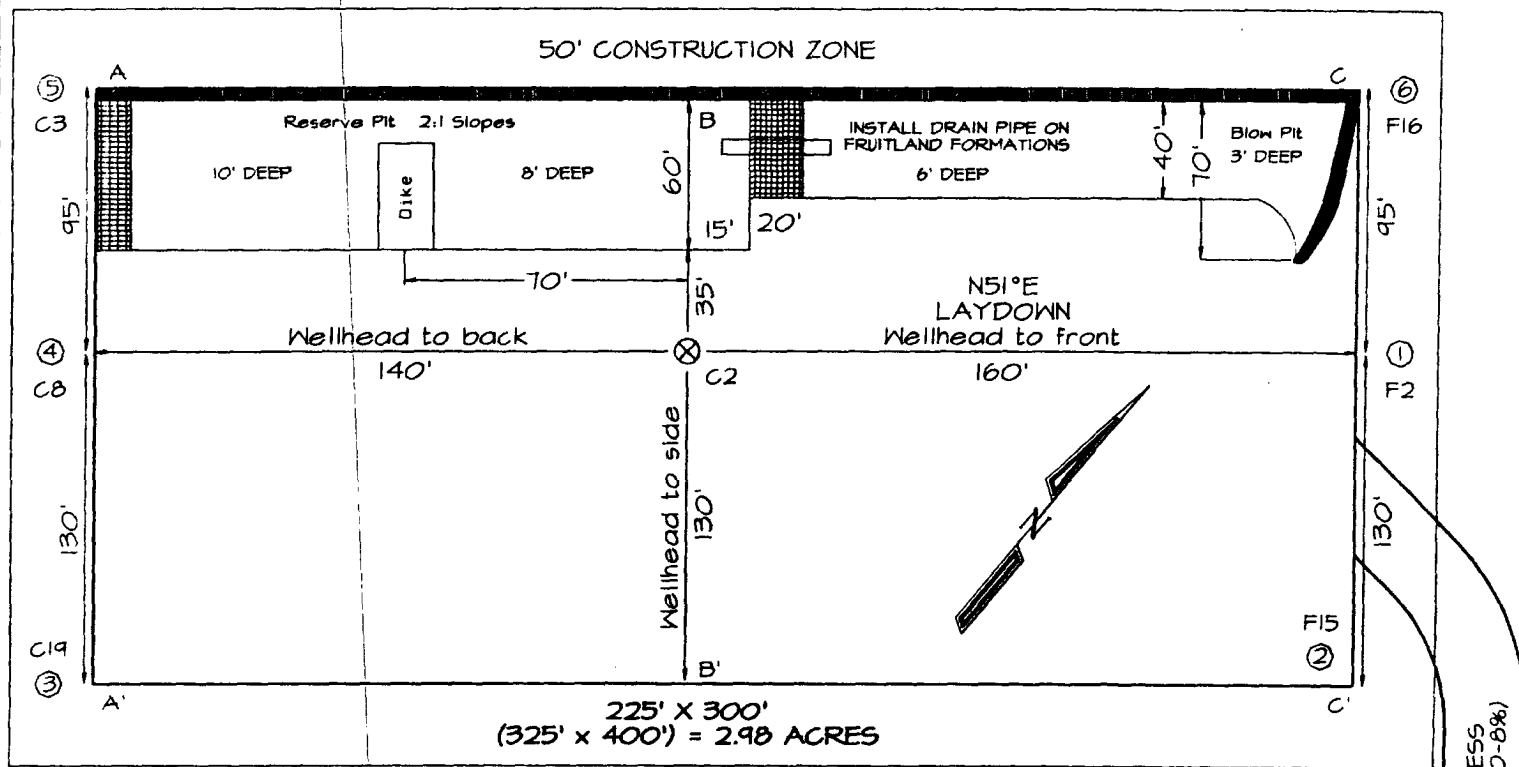 50' CONSTRUCTION ZONE
A
C
5
6
C3
F16
Reserve Pit 2:1 Slopes
B
INSTALL DRAIN PIPE ON
FRUITLAND FORMATIONS
Blow Pit
3' DEEP
10' DEEP
8' DEEP
6' DEEP
Dike
60'
40'
70'
95'
95'
15'
20'
70'
35'
N51°E
LAYDOWN
Wellhead to back
Wellhead to front
4
1
140'
C2
160'
C8
F2
Wellhead to side
130'
130'
130'
N
C19
F15
3
2
A'
B'
C'
225' X 300'
(325' x 400') = 2.98 ACRES